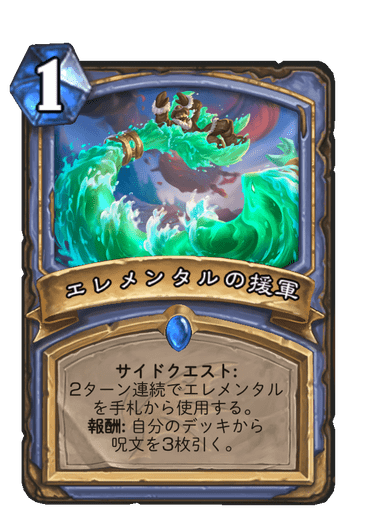 1
エレメンタルの援軍
サイドクエスト:
2ターン連続でエレメンタル
を手札から使用する。
報酬: 自分のデッキから
呪文を3枚引く。